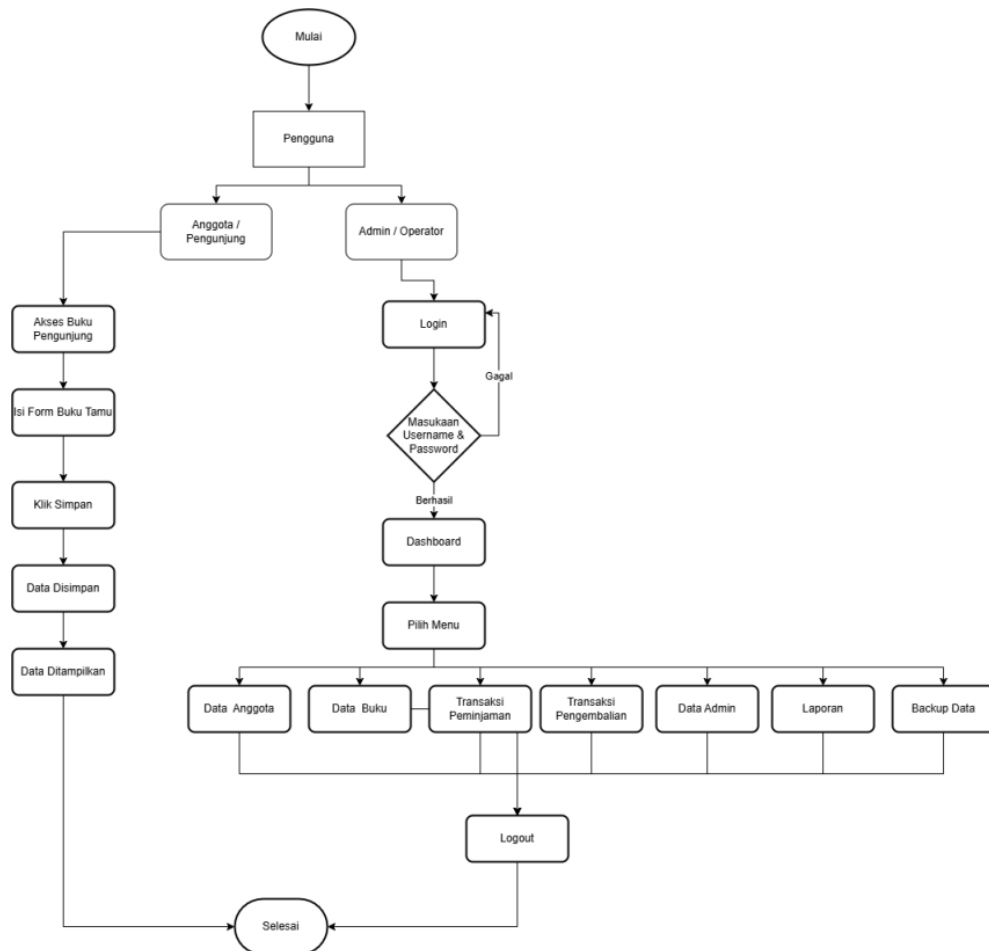 Mulai
Pengguna
Anggota /
Pengunjung
Admin / Operator
Akses Buku
Pengunjung
Login
Gagal
Isi Form Buku Tamu
Masukaan
Username &
Password
Berhasil
Klik Simpan
Dashboard
Data Disimpan
Pilih Menu
Data Ditampilkan
Data Anggota
Data Buku
Transaksi
Peminjaman
Transaksi
Pengembalian
Data Admin
Laporan
Backup Data
Logout
Selesai